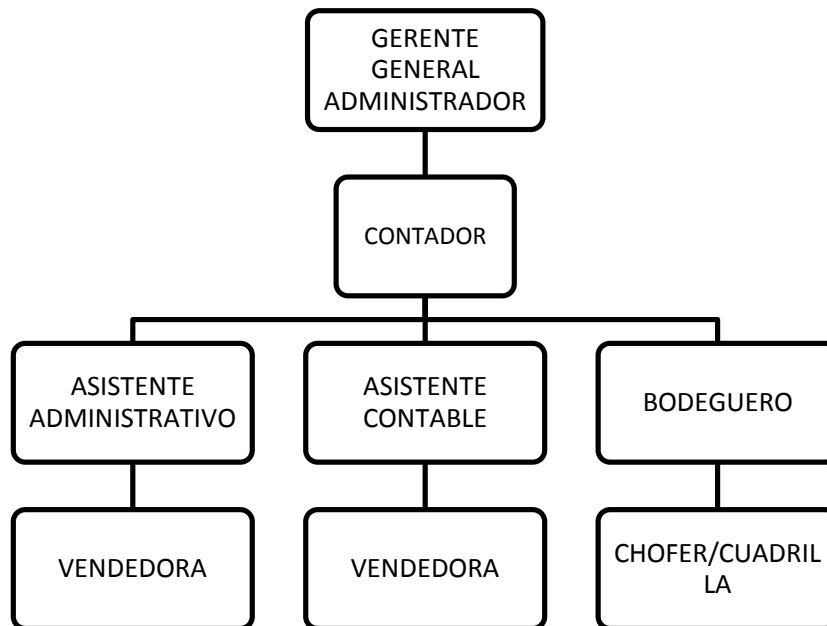 GERENTE
GENERAL
ADMINISTRADOR
CONTADOR
ASISTENTE
ADMINISTRATIVO
ASISTENTE
CONTABLE
BODEGUERO
VENDEDORA
VENDEDORA
CHOFER/CUADRIL
LA